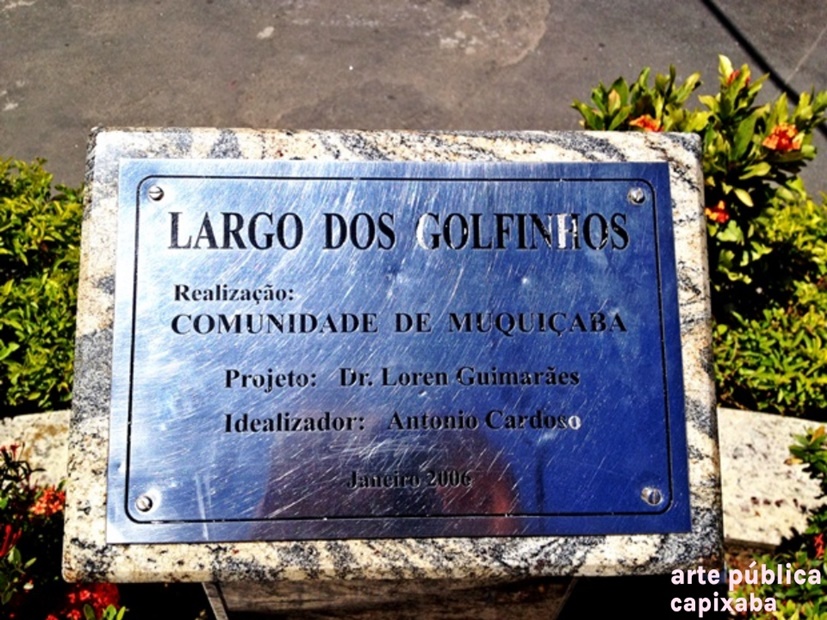 LARGO DOS GOLFINHOS
Realização:
COMUNIDADE DE MUQUIÇABA
Projeto: Dr. Loren Guimarães
Idealizador: Antonio Cardoso
Janeiro 2006
arte pública
capixaba